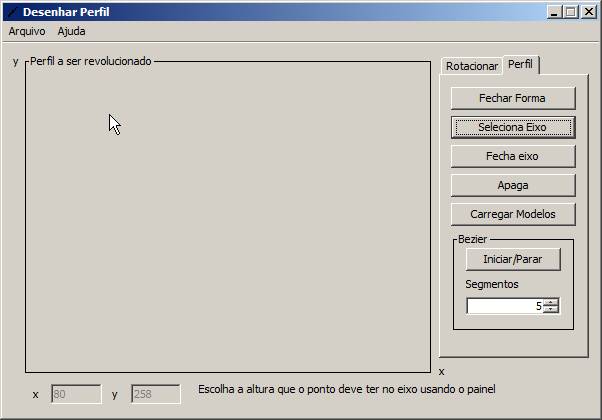 Desenhar Perfil
Arquivo Ajuda
y Perfil a ser revolucionado
Rotacionar Perfil
Fechar Forma
Seleciona Eixo
Fecha eixo
Apaga
Carregar Modelos
Bezier
Iniciar/Parar
Segmentos
5
x
x 80 y 258 Escolha a altura que o ponto deve ter no eixo usando o painel